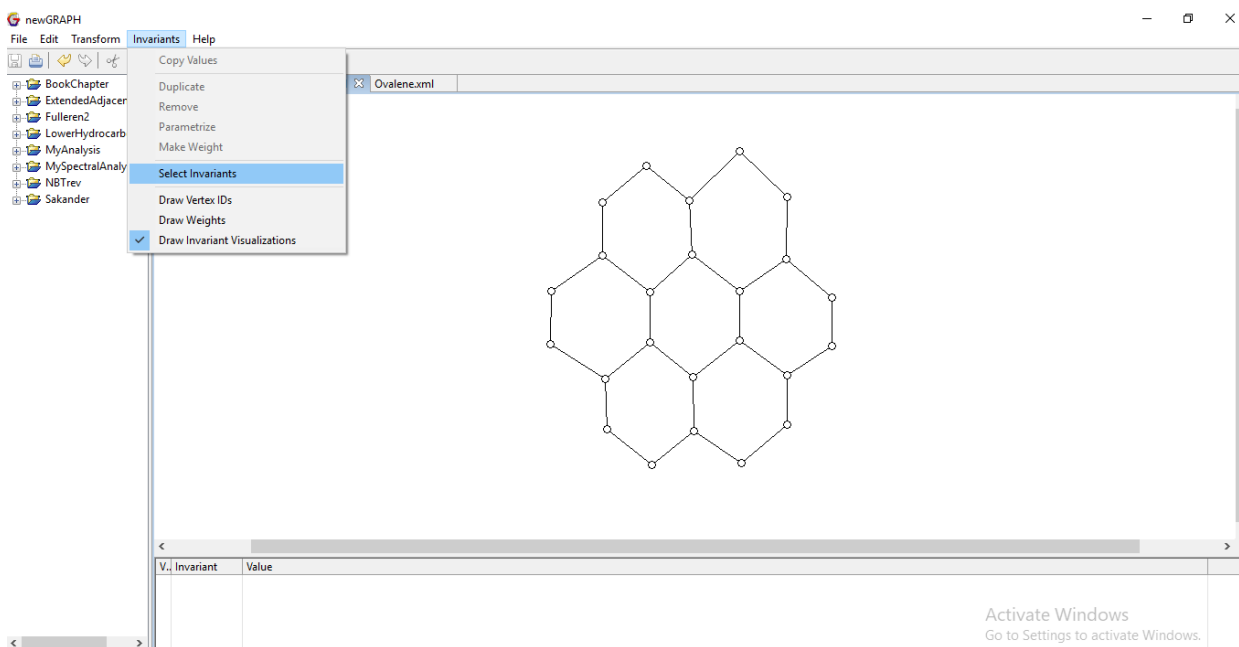 newGRAPH
File Edit Transform Invariants Help
Copy Values
Duplicate
Remove
Parametrize
Make Weight
Select Invariants
Draw Vertex IDs
Draw Weights
Draw Invariant Visualizations
BookChapter
ExtendedAdjacer
Fulleren2
LowerHydrocarb
MyAnalysis
MySpectralAnaly
NBTrev
Sakander
Ovalene.xml
V.. Invariant Value
Activate Windows
Go to Settings to activate Windows.